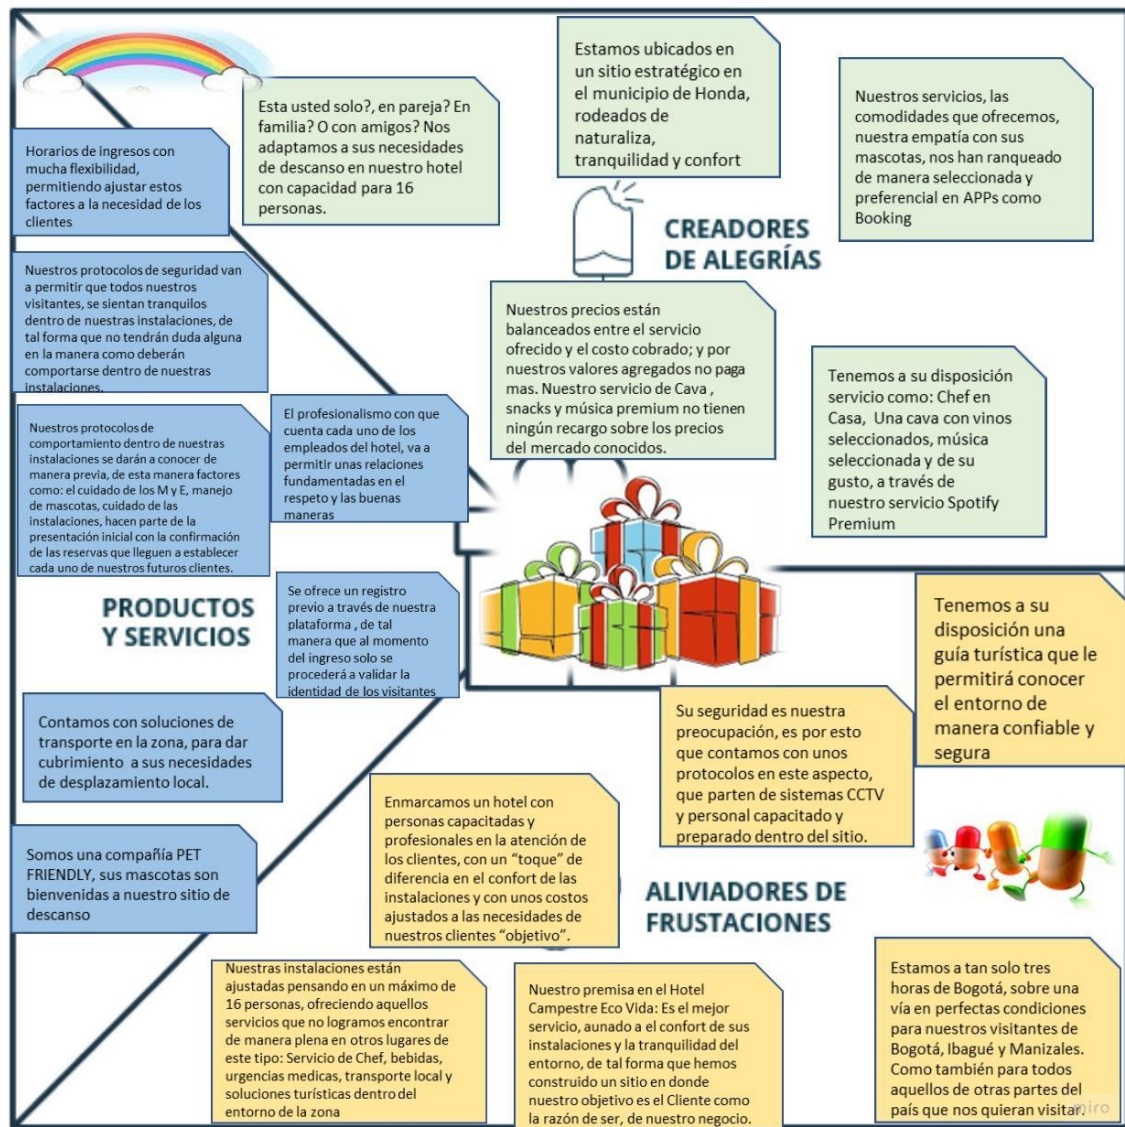 Esta usted solo?, en pareja? En
familia? O con amigos? Nos
adaptamos a sus necesidades
de descanso en nuestro hotel
con capacidad para 16
personas.
Estamos ubicados en
un sitio estratégico en
el municipio de Honda,
rodeados de
naturaliza,
tranquilidad y confort
Nuestros servicios, las
comodidades que ofrecemos,
nuestra empatía con sus
mascotas, nos han ranqueado
de manera seleccionada y
preferencial en APPs como
Booking
CREADORES
DE ALEGRÍAS
Nuestros precios están
balanceados entre el servicio
ofrecido y el costo cobrado; y por
nuestros valores agregados no paga
mas. Nuestro servicio de Cava ,
snacks y música premium no tienen
ningún recargo sobre los precios
del mercado conocidos.
Tenemos a su disposición
servicio como: Chef en
Casa, Una cava con vinos
seleccionados, música
seleccionada y de su
gusto, a través de
nuestro servicio Spotify
Premium
Horarios de ingresos con
mucha flexibilidad,
permitiendo ajustar estos
factores a la necesidad de los
clientes
Nuestros protocolos de seguridad van
a permitir que todos nuestros
visitantes, se sientan tranquilos
dentro de nuestras instalaciones, de
tal forma que no tendrán duda alguna
en la manera como deberán
comportarse dentro de nuestras
instalaciones.
Nuestros protocolos de
comportamiento dentro de nuestras
instalaciones se darán a conocer de
manera previa, de esta manera factores
como: el cuidado de los M y E, manejo
de mascotas, cuidado de las
instalaciones, hacen parte de la
presentación inicial con la confirmación
de las reservas que lleguen a establecer
cada uno de nuestros futuros clientes.
El profesionalismo con que
cuenta cada uno de los
empleados del hotel, va a
permitir unas relaciones
fundamentadas en el
respeto y las buenas
maneras
PRODUCTOS
Y SERVICIOS
Se ofrece un registro
previo a través de nuestra
plataforma , de tal
manera que al momento
del ingreso solo se
procederá a validar la
identidad de los visitantes
Contamos con soluciones de
transporte en la zona, para dar
cubrimiento a sus necesidades
de desplazamiento local.
Somos una compañía PET
FRIENDLY, sus mascotas son
bienvenidas a nuestro sitio de
descanso
Tenemos a su
disposición una
guía turística que le
permitirá conocer
el entorno de
manera confiable y
segura
Su seguridad es nuestra
preocupación, es por esto
que contamos con unos
protocolos en este aspecto,
que parten de sistemas CCTV
y personal capacitado y
preparado dentro del sitio.
Enmarcamos un hotel con
personas capacitadas y
profesionales en la atención de
los clientes, con un “toque” de
diferencia en el confort de las
instalaciones y con unos costos
ajustados a las necesidades de
nuestros clientes “objetivo”.
ALIVIADORES DE
FRUSTACIONES
Nuestras instalaciones están
ajustadas pensando en un máximo de
16 personas, ofreciendo aquellos
servicios que no logramos encontrar
de manera plena en otros lugares de
este tipo: Servicio de Chef, bebidas,
urgencias medicas, transporte local y
soluciones turísticas dentro del
entorno de la zona
Nuestro premisa en el Hotel
Campestre Eco Vida: Es el mejor
servicio, aunado a el confort de sus
instalaciones y la tranquilidad del
entorno, de tal forma que hemos
construido un sitio en donde
nuestro objetivo es el Cliente como
la razón de ser, de nuestro negocio.
Estamos a tan solo tres
horas de Bogotá, sobre una
vía en perfectas condiciones
para nuestros visitantes de
Bogotá, Ibagué y Manizales.
Como también para todos
aquellos de otras partes del
país que nos quieran visitar.
miro